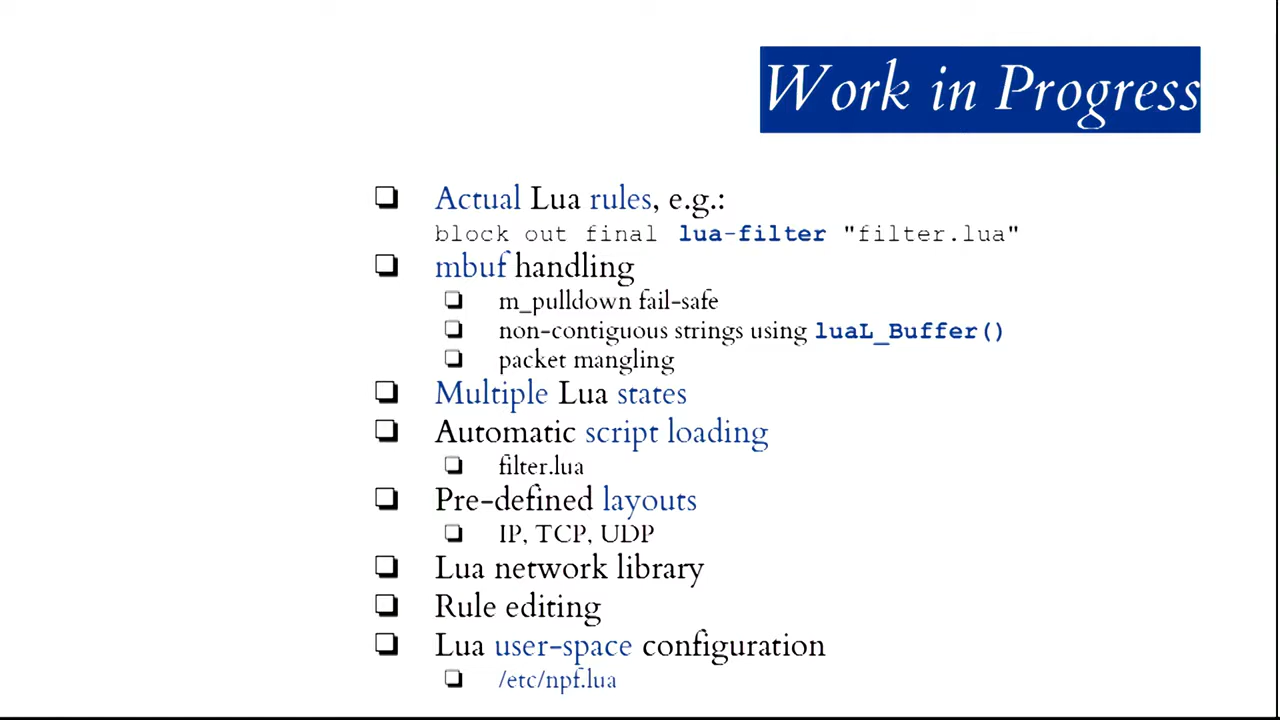 Work in Progress
Actual Lua rules, e.g.:
block out final lua-filter "filter.lua"
mbuf handling
m_pulldown fail-safe
non-contiguous strings using luaL_Buffer()
packet mangling
Multiple Lua states
Automatic script loading
filter.lua
Pre-defined layouts
IP, TCP, UDP
Lua network library
Rule editing
Lua user-space configuration
/etc/npf.lua